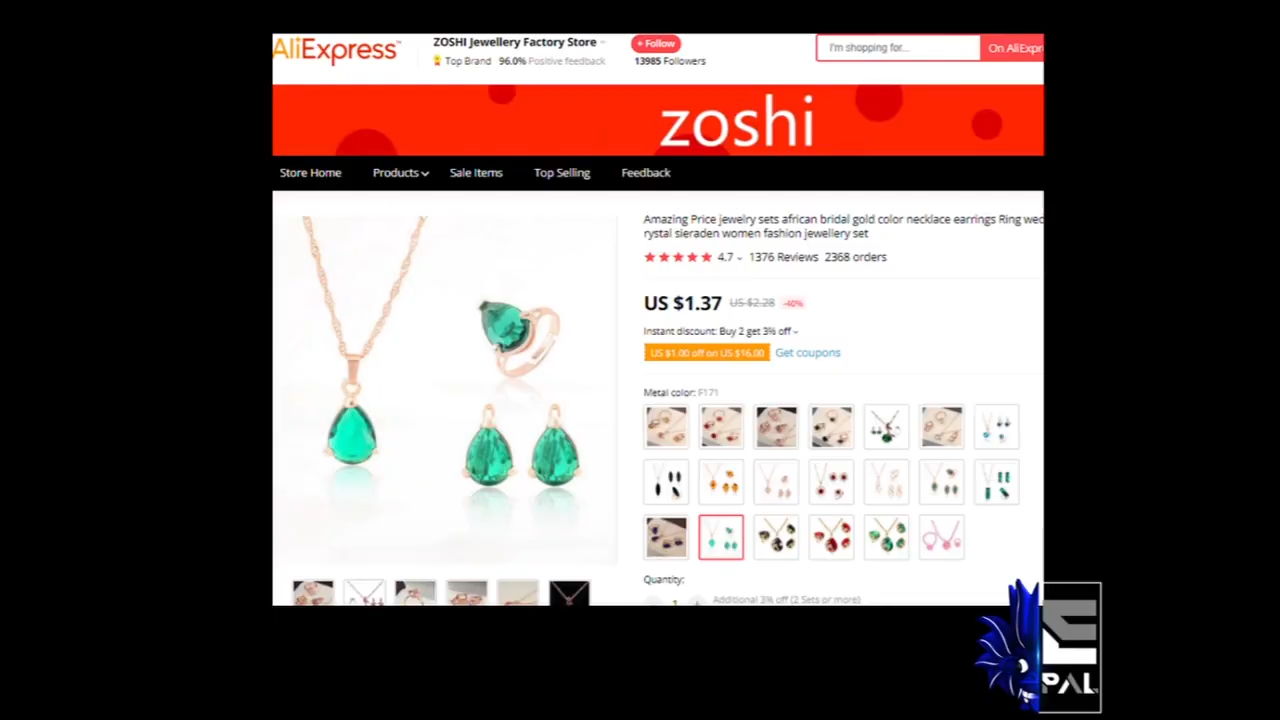 AliExpress™
ZOSHI Jewellery Factory Store
+ Follow
I'm shopping for...
On AliExpr
Top Brand 96.0% Positive feedback
13985 Followers
zoshi
Store Home Products Sale Items Top Selling Feedback
Amazing Price jewelry sets african bridal gold color necklace earrings Ring wed
rystal sieraden women fashion jewellery set
4.7 1376 Reviews 2368 orders
US $1.37 US $2.28 -40%
Instant discount: Buy 2 get 3% off
US $1.00 off on US $16.00 Get coupons
Metal color: F171
Quantity:
1 Additional 3% off (2 Sets or more)
PAL